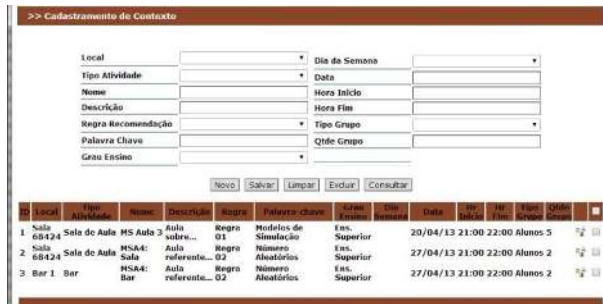 >> Cadastramento de Contexto
Local Dia da Semana
Tipo Atividade Data
Nome Hora Inicio
Descrição Hora Fim
Regra Recomendação Tipo Grupo
Palavra Chave Qtde Grupo
Grau Ensino
Novo Salvar Limpar Excluir Consultar
ID Local Tipo Atividade Nome Descrição Regra Palavra-chave Grau Ensino Dia Semana Data Hr Inicio Hr Fim Tipo Grupo Qtde Grupo
1 Sala 68424 Sala de Aula MS Aula 3 Aula sobre... Regra 01 Modelos de Simulação Ens. Superior 20/04/13 21:00 22:00 Alunos 5
2 Sala 68424 Sala de Aula MSA4: Sala Aula referente... Regra 02 Número Aleatórios Ens. Superior 27/04/13 21:00 22:00 Alunos 2
3 Bar 1 Bar MSA4: Bar Aula referente... Regra 02 Número Aleatórios Ens. Superior 27/04/13 21:00 22:00 Alunos 2